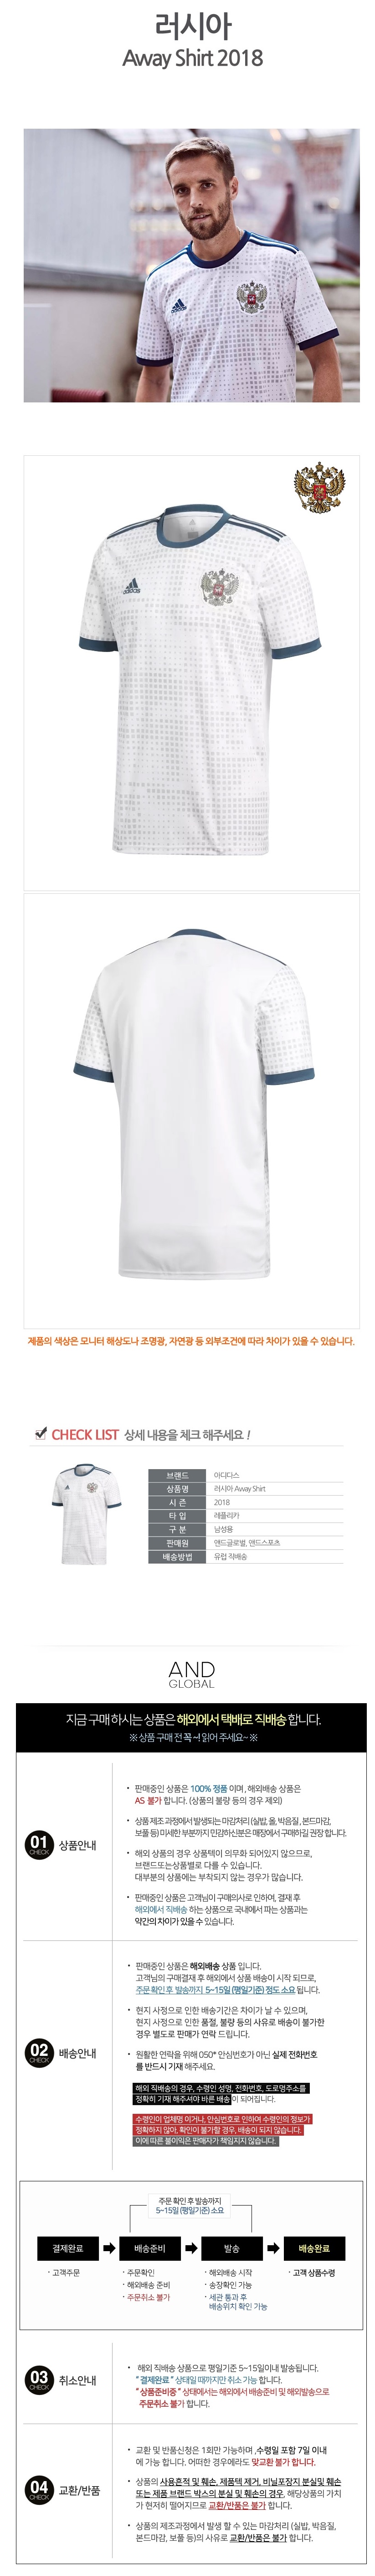 러시아
Away Shirt 2018
adidas
adidas
제품의 색상은 모니터 해상도나 조명광, 자연광 등 외부조건에 따라 차이가 있을 수 있습니다.
CHECK LIST 상세 내용을 체크 해주세요 !
브랜드 아디다스
상품명 러시아 Away Shirt
시 즌 2018
타 입 레플리카
구 분 남성용
판매원 앤드글로벌, 앤드스포츠
배송방법 유럽 직배송
AND
GLOBAL
지금 구매 하시는 상품은 해외에서 택배로 직배송 합니다.
※ 상품 구매 전 꼭~! 읽어 주세요~ ※
01
CHECK
상품안내
• 판매중인 상품은 100% 정품 이며, 해외배송 상품은
AS 불가 합니다. (상품의 불량 등의 경우 제외)
• 상품 제조 과정에서 발생되는 마감처리 (실밥, 올, 박음질, 본드마감,
보풀 등) 미세한 부분까지 민감하신분은 매장에서 구매하길 권장 합니다.
• 해외 상품의 경우 상품텍이 의무화 되어있지 않으므로,
브랜드또는상품별로 다를 수 있습니다.
대부분의 상품에는 부착되지 않는 경우가 많습니다.
• 판매중인 상품은 고객님이 구매의사로 인하여, 결재 후
해외에서 직배송 하는 상품으로 국내에서 파는 상품과는
약간의 차이가 있을 수 있습니다.
02
CHECK
배송안내
• 판매중인 상품은 해외배송 상품 입니다.
고객님의 구매결재 후 해외에서 상품 배송이 시작 되므로,
주문 확인 후 발송까지 5~15일 (평일기준) 정도 소요 됩니다.
• 현지 사정으로 인한 배송기간은 차이가 날 수 있으며,
현지 사정으로 인한 품절, 불량 등의 사유로 배송이 불가한
경우 별도로 판매가 연락 드립니다.
• 원활한 연락을 위해 050* 안심번호가 아닌 실제 전화번호
를 반드시 기재 해주세요.
해외 직배송의 경우, 수령인 성명, 전화번호, 도로명주소를
정확히 기재 해주셔야 바른 배송이 되어집니다.
수령인이 업체명 이거나, 안심번호로 인하여 수령인의 정보가
정확하지 않아, 확인이 불가할 경우, 배송이 되지 않습니다.
이에 따른 불이익은 판매자가 책임지지 않습니다.
주문 확인 후 발송까지
5~15일 (평일기준) 소요
결제완료 배송준비 발송 배송완료
· 고객주문
· 주문확인
· 해외배송 준비
· 주문취소 불가
· 해외배송 시작
· 송장확인 가능
· 세관 통과 후
배송위치 확인 가능
· 고객 상품수령
03
CHECK
취소안내
• 해외 직배송 상품으로 평일기준 5~15일이내 발송됩니다.
" 결제완료 " 상태일 때까지만 취소 가능 합니다.
" 상품준비중 " 상태에서는 해외에서 배송준비 및 해외발송으로
주문취소 불가 합니다.
04
CHECK
교환/반품
• 교환 및 반품신청은 1회만 가능하며 ,수령일 포함 7일 이내
에 가능 합니다. 어떠한 경우에라도 맞교환 불가 합니다.
• 상품의 사용흔적 및 훼손, 제품텍 제거, 비닐포장지 분실및 훼손
또는 제품 브랜드 박스의 분실 및 훼손의 경우, 해당상품의 가치
가 현저히 떨어지므로 교환/반품은 불가 합니다.
• 상품의 제조과정에서 발생 할 수 있는 마감처리 (실밥, 박음질,
본드마감, 보풀 등)의 사유로 교환/반품은 불가 합니다.